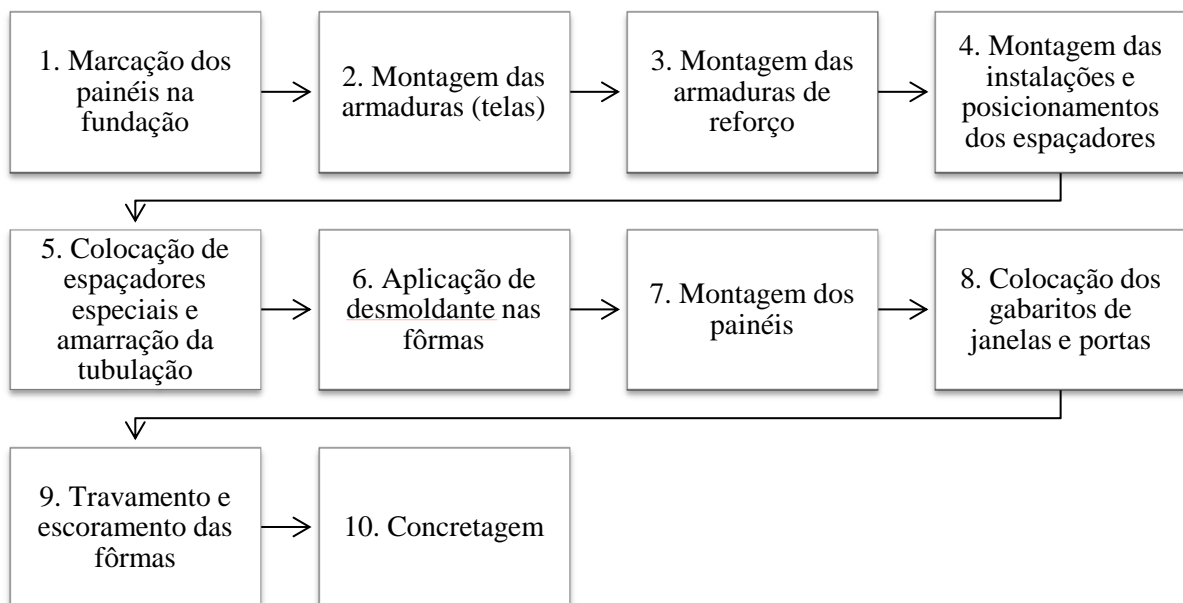 1. Marcação dos
painéis na
fundação
2. Montagem das
armaduras (telas)
3. Montagem das
armaduras de
reforço
4. Montagem das
instalações e
posicionamentos
dos espaçadores
5. Colocação de
espaçadores
especiais e
amarração da
tubulação
6. Aplicação de
desmoldante nas
fôrmas
7. Montagem dos
painéis
8. Colocação dos
gabaritos de
janelas e portas
9. Travamento e
escoramento das
fôrmas
10. Concretagem